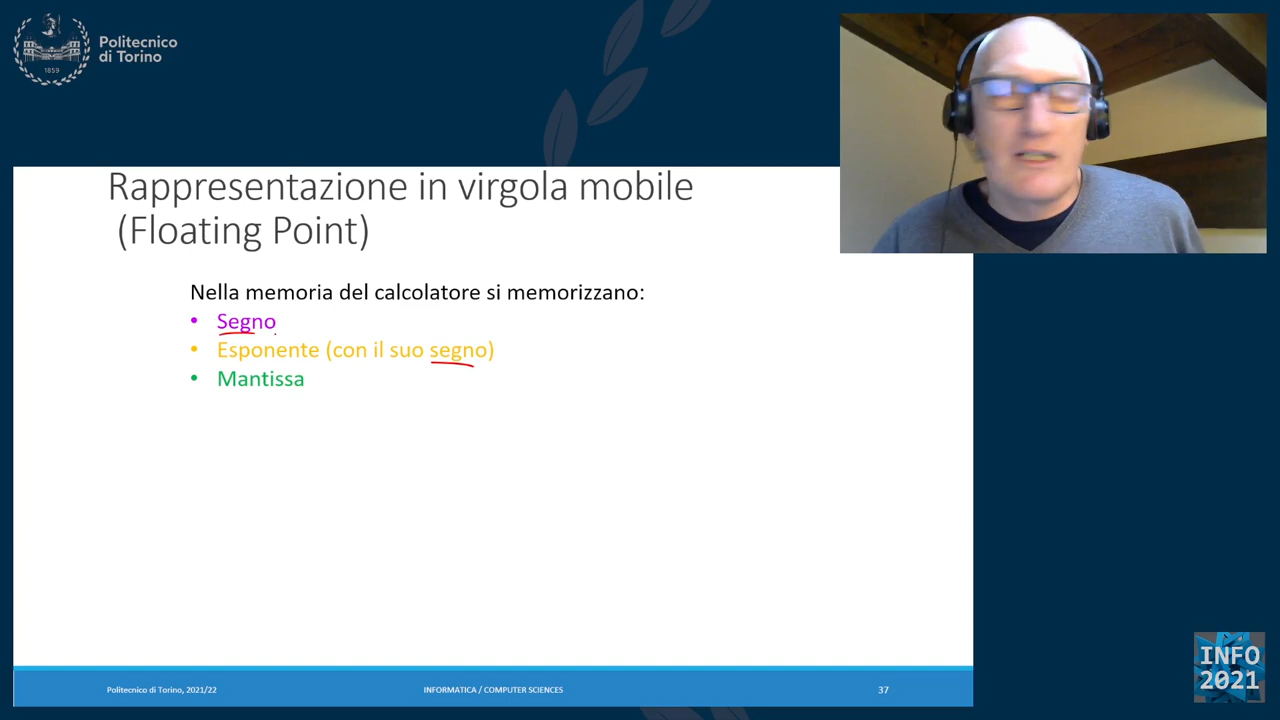 Politecnico
di Torino
1859
Rappresentazione in virgola mobile
(Floating Point)
Nella memoria del calcolatore si memorizzano:
• Segno
• Esponente (con il suo segno)
• Mantissa
Politecnico di Torino, 2021/22
INFORMATICA / COMPUTER SCIENCES
37
INFO
2021